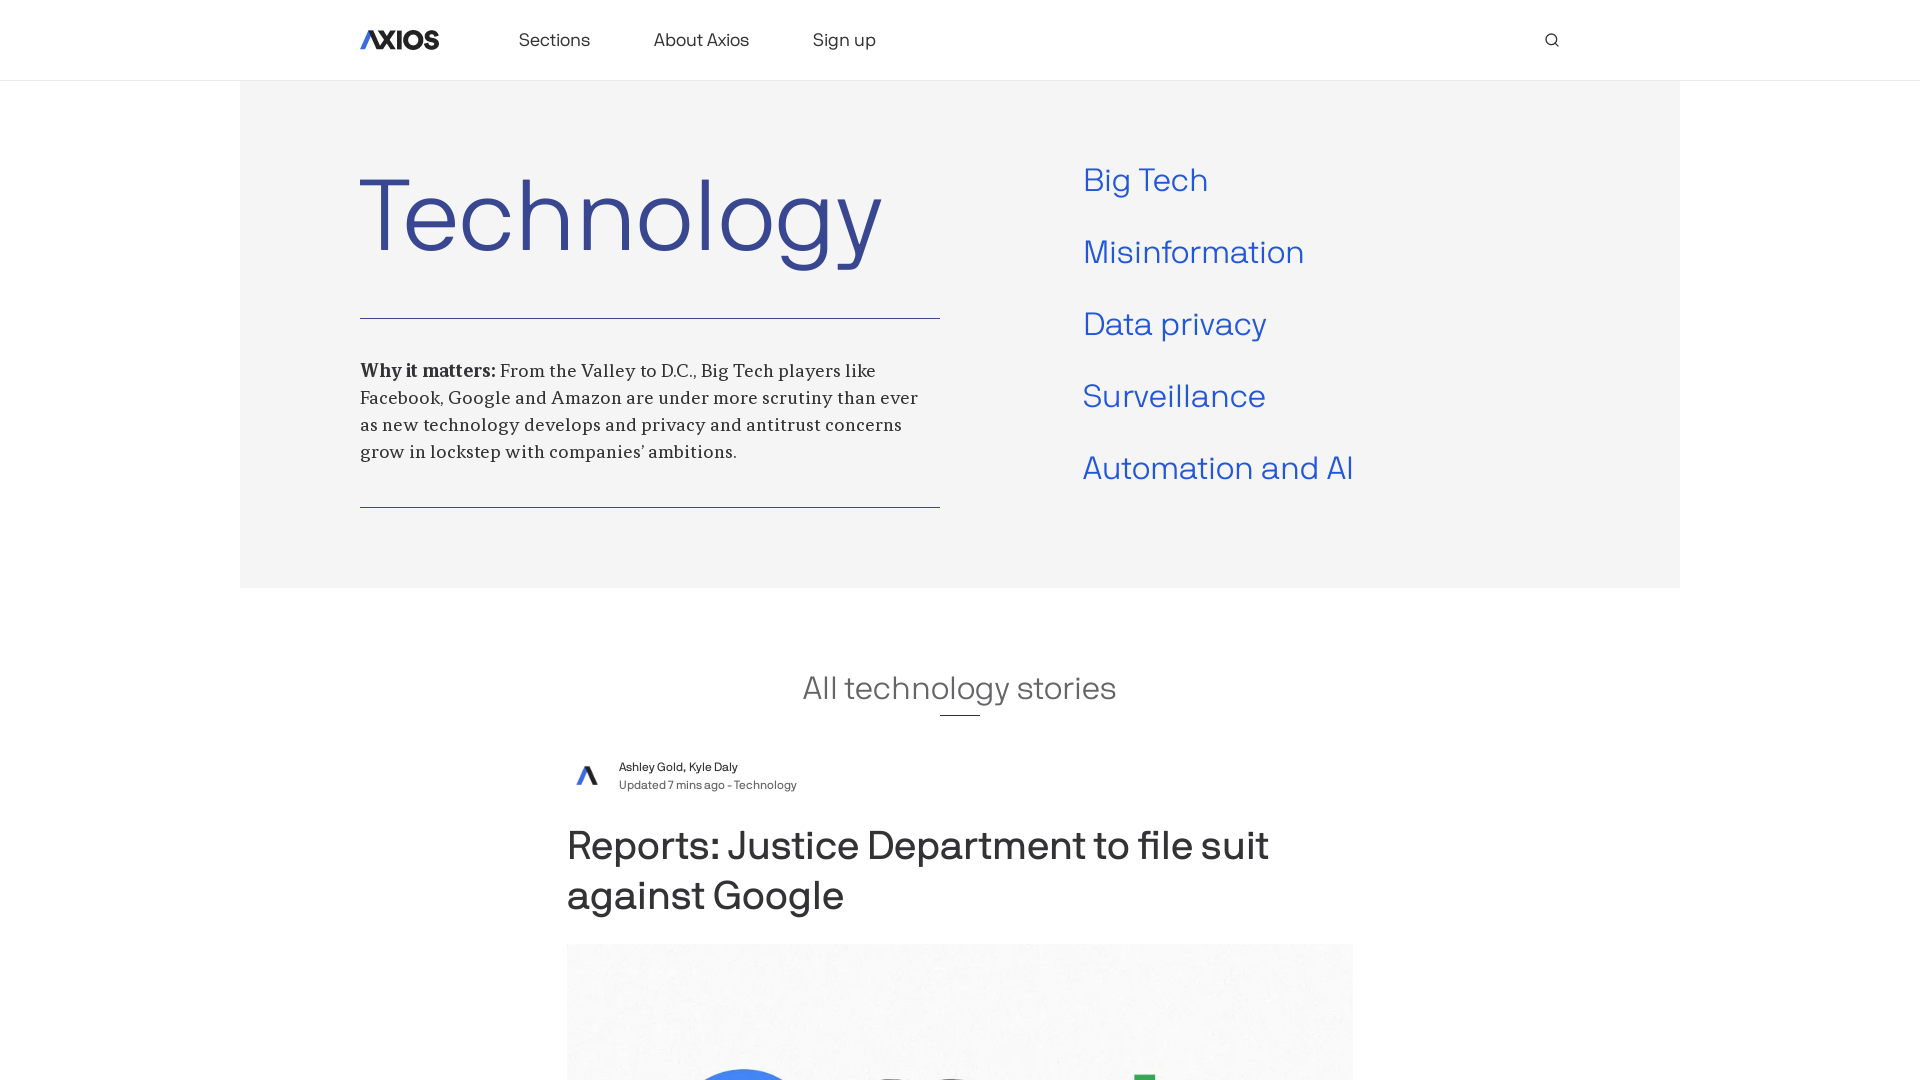 AXIOS
Sections
About Axios
Sign up
Technology
Why it matters: From the Valley to D.C., Big Tech players like
Facebook, Google and Amazon are under more scrutiny than ever
as new technology develops and privacy and antitrust concerns
grow in lockstep with companies’ ambitions.
Big Tech
Misinformation
Data privacy
Surveillance
Automation and AI
All technology stories
Ashley Gold, Kyle Daly
Updated 7 mins ago - Technology
Reports: Justice Department to file suit
against Google